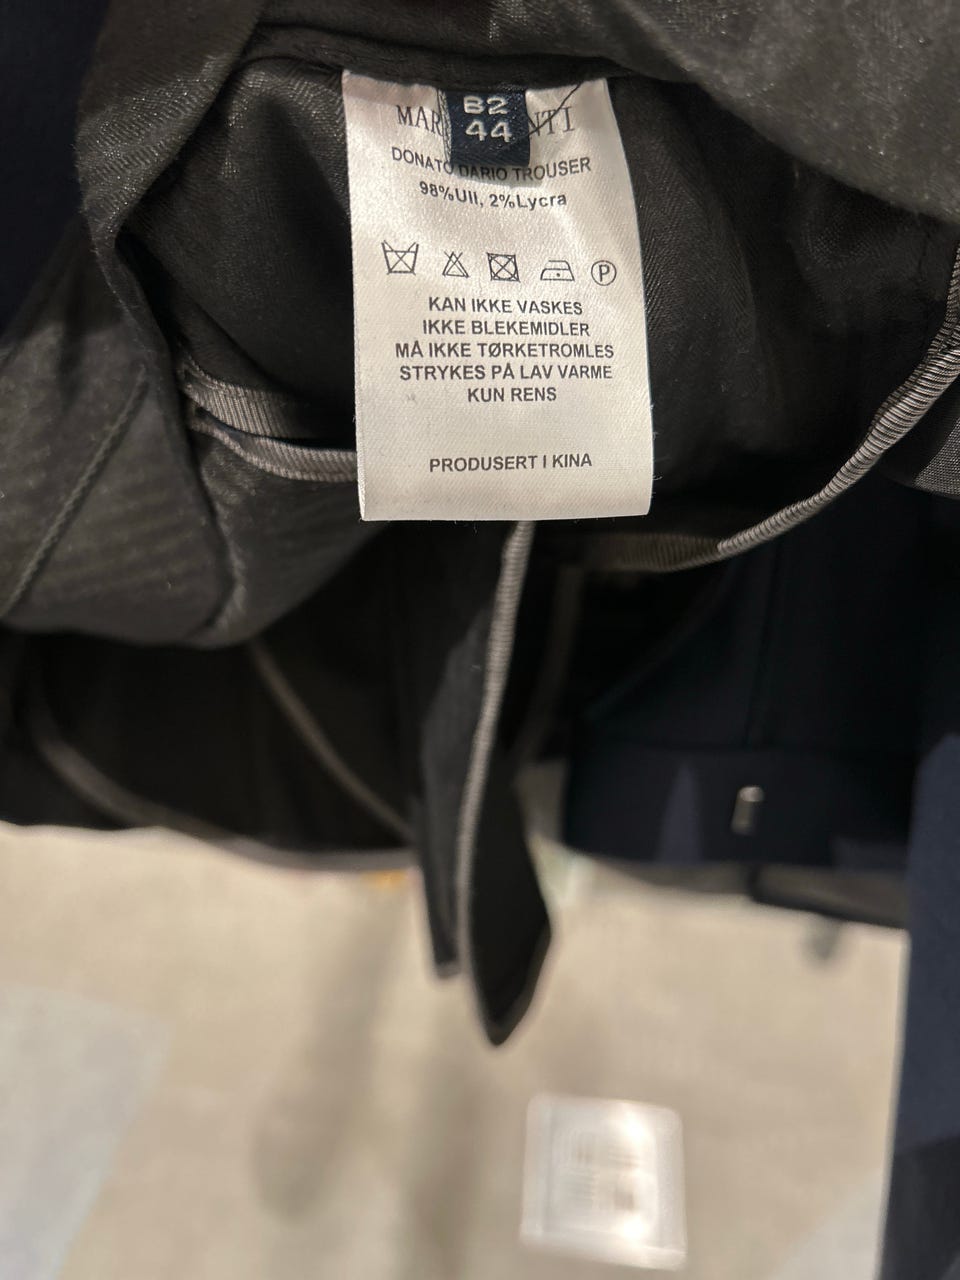 B2
44
DONATO DARIO TROUSER
98%Ull, 2%Lycra
P
KAN IKKE VASKES
IKKE BLEKEMIDLER
MÅ IKKE TØRKETROMLES
STRYKES PÅ LAV VARME
KUN RENS
PRODUSERT I KINA